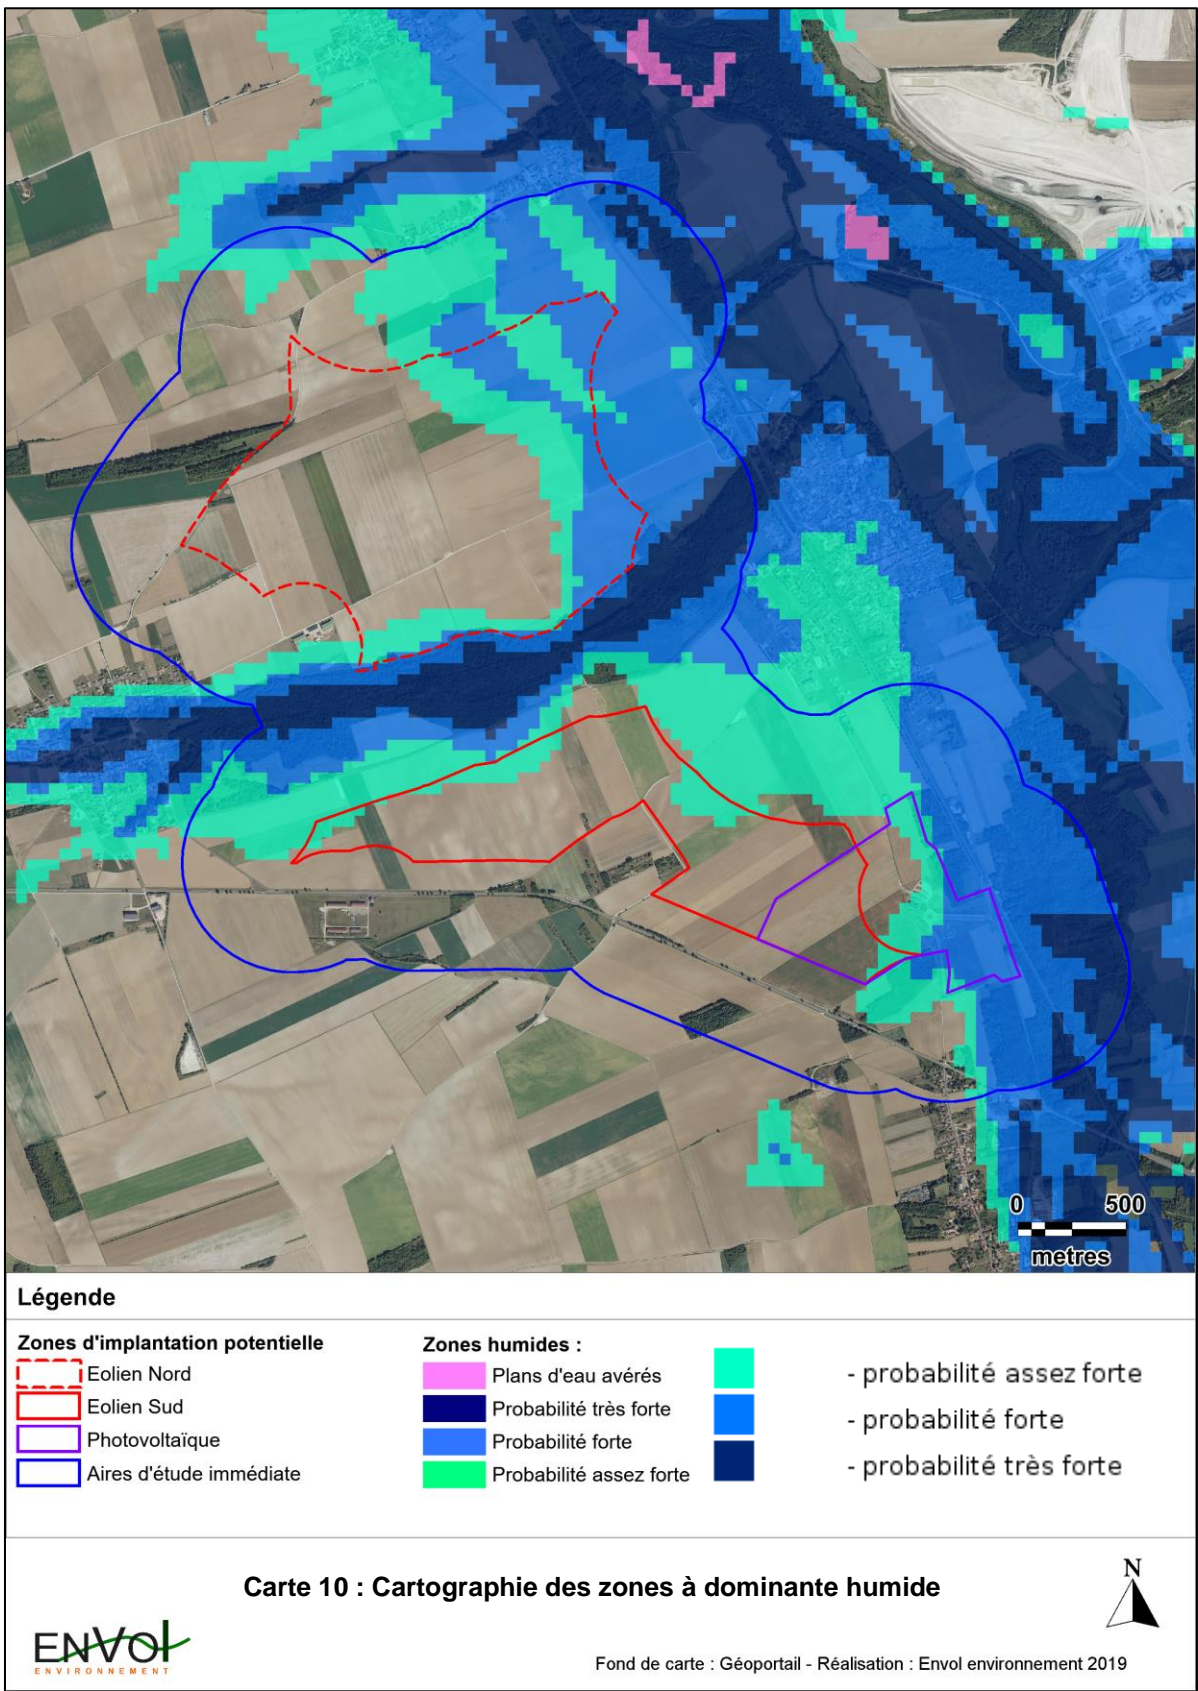 0 500
metres
Légende
Zones d'implantation potentielle
Eolien Nord
Eolien Sud
Photovoltaïque
Aires d'étude immédiate
Zones humides :
Plans d'eau avérés
Probabilité très forte
Probabilité forte
Probabilité assez forte
- probabilité assez forte
- probabilité forte
- probabilité très forte
Carte 10 : Cartographie des zones à dominante humide
N
ENVOl
ENVIRONNEMENT
Fond de carte : Géoportail - Réalisation : Envol environnement 2019